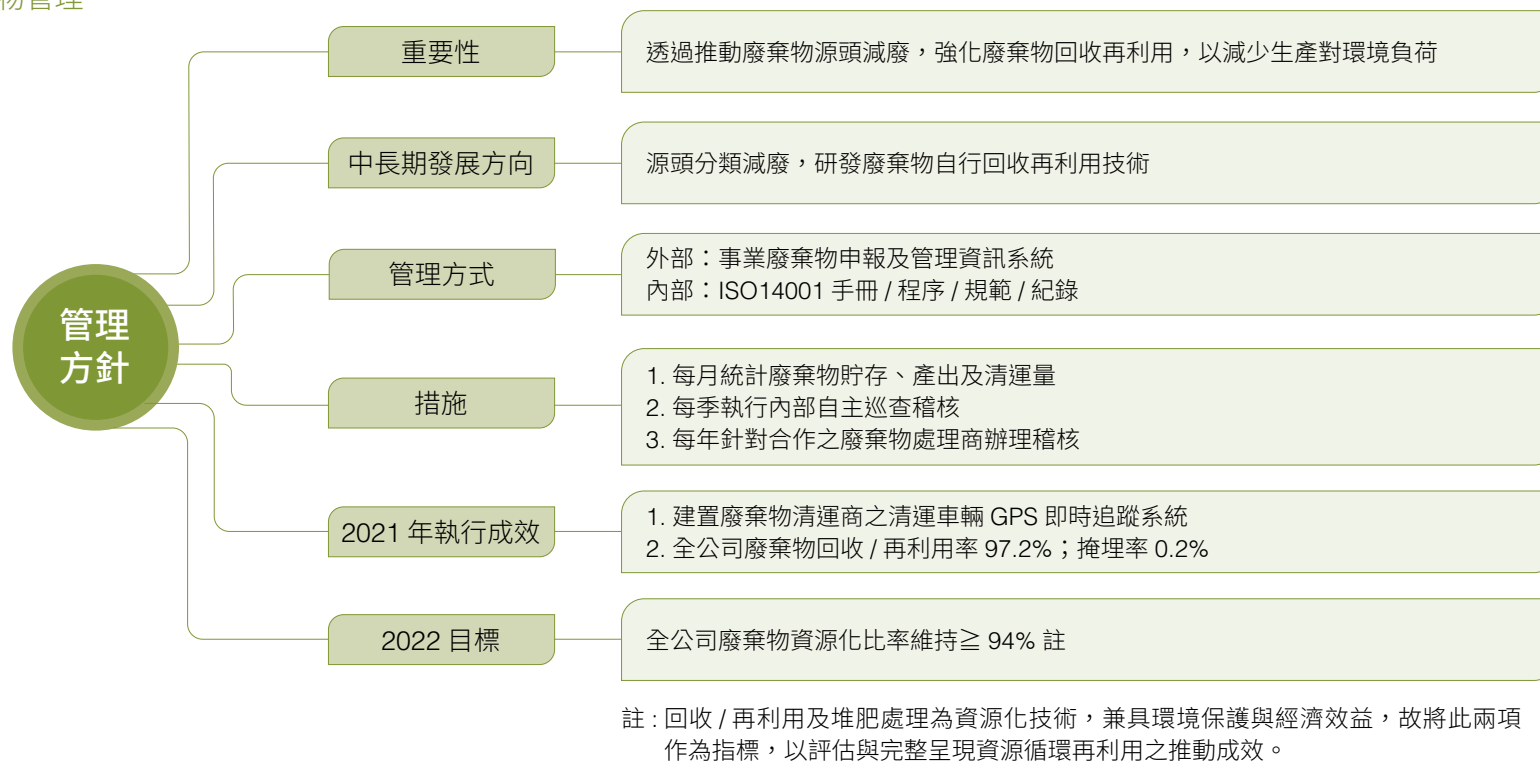 物管理
重要性
透過推動廢棄物源頭減廢，強化廢棄物回收再利用，以減少生產對環境負荷
中長期發展方向
源頭分類減廢，研發廢棄物自行回收再利用技術
管理方式
外部：事業廢棄物申報及管理資訊系統
內部：ISO14001 手冊 / 程序 / 規範 / 紀錄
管理
方針
措施
1. 每月統計廢棄物貯存、產出及清運量
2. 每季執行內部自主巡查稽核
3. 每年針對合作之廢棄物處理商辦理稽核
2021 年執行成效
1. 建置廢棄物清運商之清運車輛 GPS 即時追蹤系統
2. 全公司廢棄物回收 / 再利用率 97.2%；掩埋率 0.2%
2022 目標
全公司廢棄物資源化比率維持≧ 94% 註
註 : 回收 / 再利用及堆肥處理為資源化技術，兼具環境保護與經濟效益，故將此兩項
作為指標，以評估與完整呈現資源循環再利用之推動成效。